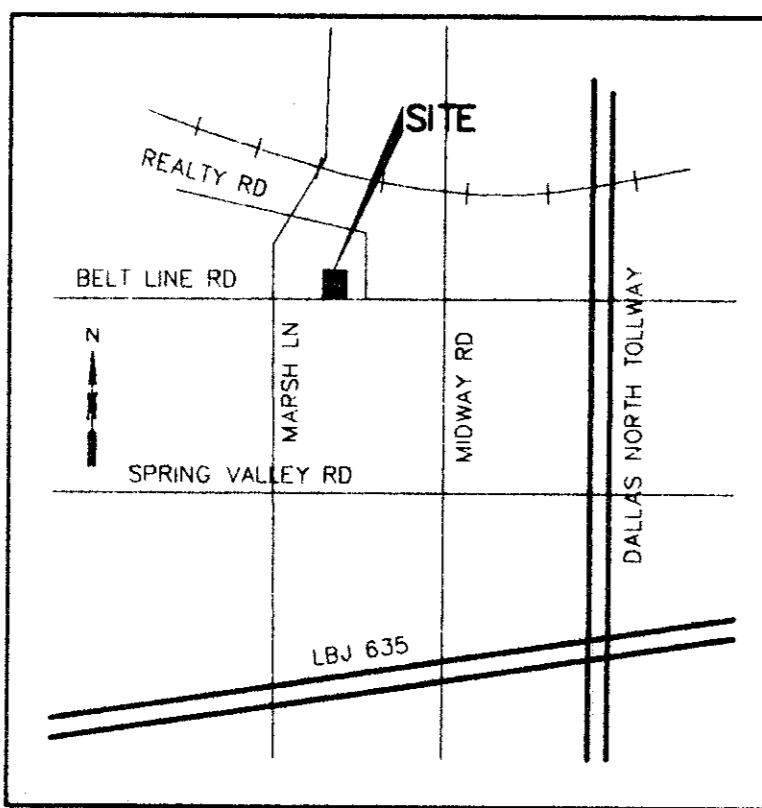 SITE
REALTY RD
BELT LINE RD
N
MARSH LN
MIDWAY RD
DALLAS NORTH TOLLWAY
SPRING VALLEY RD
LBJ 635